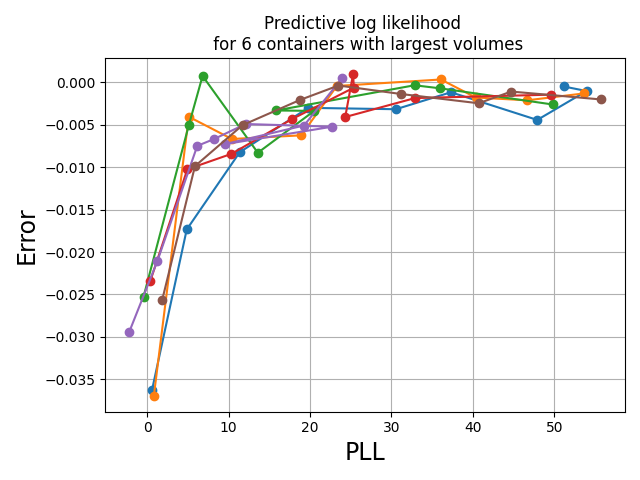 Predictive log likelihood
for 6 containers with largest volumes
0.000
−0.005
−0.010
−0.015
−0.020
−0.025
−0.030
−0.035
Error
0 10 20 30 40 50
PLL